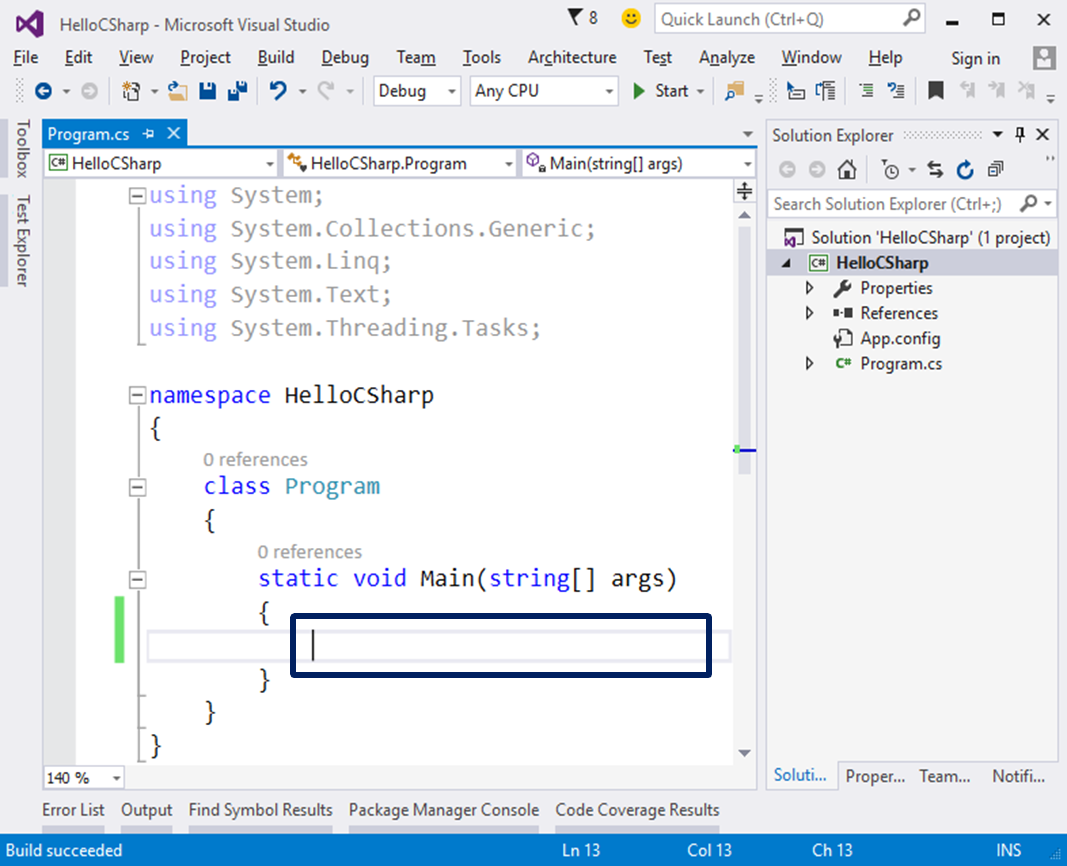 HelloCSharp - Microsoft Visual Studio
8
Quick Launch (Ctrl+Q)
File Edit View Project Build Debug Team Tools Architecture Test Analyze Window Help Sign in
Debug Any CPU Start
Toolbox
Test Explorer
Program.cs
C# HelloCSharp HelloCSharp.Program Main(string[] args)
using System;
using System.Collections.Generic;
using System.Linq;
using System.Text;
using System.Threading.Tasks;
namespace HelloCSharp
{
0 references
class Program
{
0 references
static void Main(string[] args)
{
}
}
}
140 %
Solution Explorer
Search Solution Explorer (Ctrl+;)
Solution 'HelloCSharp' (1 project)
C# HelloCSharp
Properties
References
App.config
C# Program.cs
Soluti... Proper... Team... Notifi...
Error List Output Find Symbol Results Package Manager Console Code Coverage Results
Build succeeded Ln 13 Col 13 Ch 13 INS